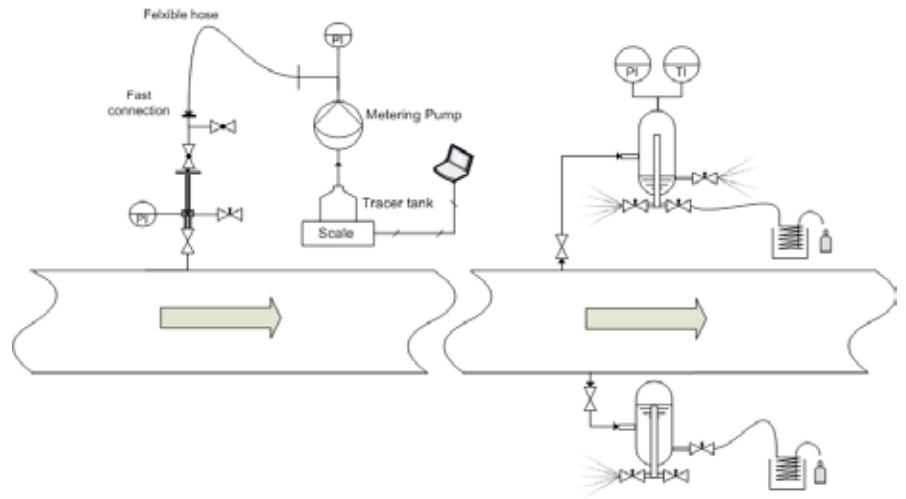 Felxible hose
PI
Fast
connection
Metering Pump
PI
TI
Tracer tank
PI
Scale